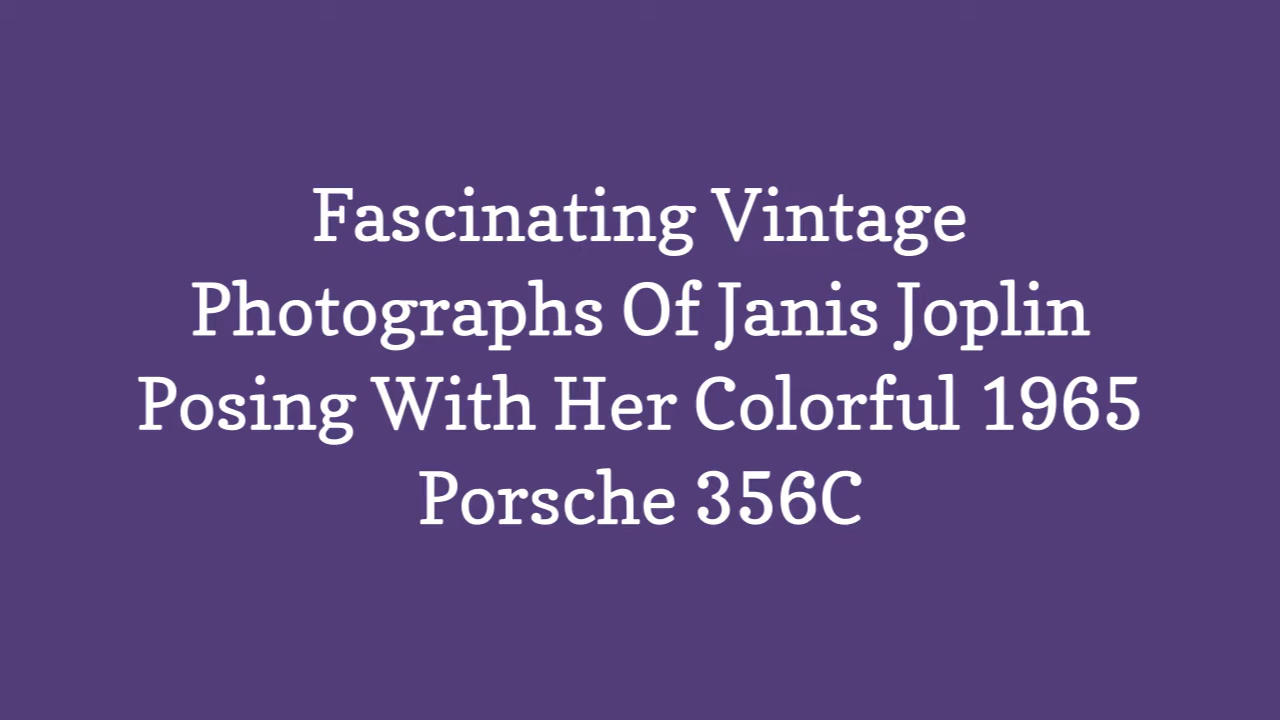 Fascinating Vintage
Photographs Of Janis Joplin
Posing With Her Colorful 1965
Porsche 356C